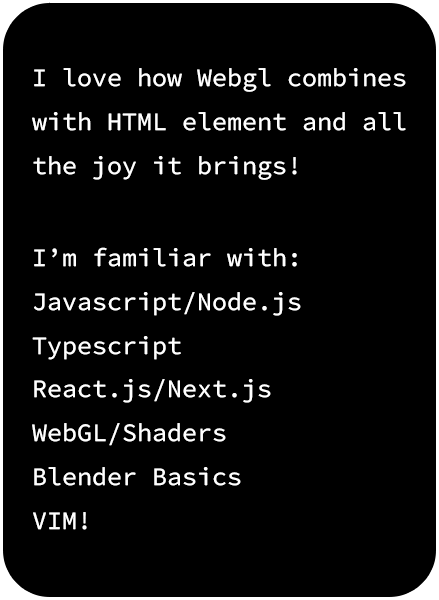 I love how Webgl combines
with HTML element and all
the joy it brings!
I’m familiar with:
Javascript/Node.js
Typescript
React.js/Next.js
WebGL/Shaders
Blender Basics
VIM!